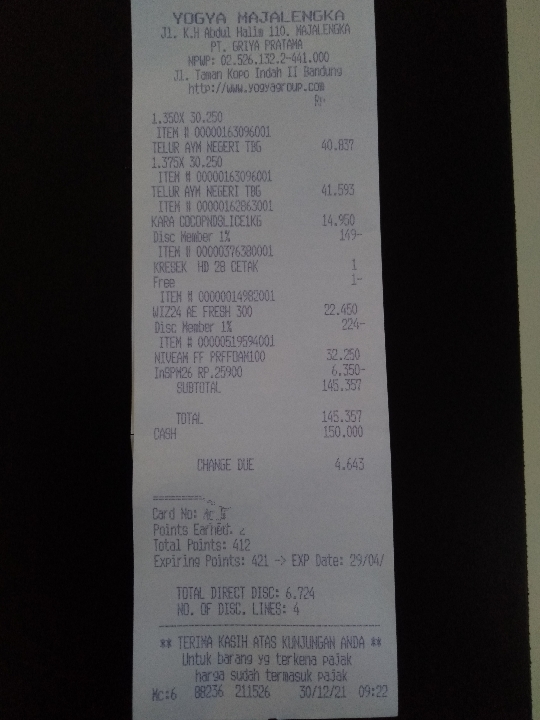 YOGYA MAJALENGKA
Jl. K.H Abdul Halim 110. MAJALENGKA
PT. GRIYA PRATAMA
NPWP: 02.526.132.2-441.000
Jl. Taman Kopo Indah II Bandung
http://www.yogyagroup.com
Rp
1.350X 30.250
ITEM # 00000163096001
TELUR AYM NEGERI TBG 40.837
1.375X 30.250
ITEM # 00000163096001
TELUR AYM NEGERI TBG 41.593
ITEM # 00000162863001
KARA COCOPNDSLICE1KG 14.950
Disc Member 1% 149-
ITEM # 00000376380001
KRESEK HD 28 CETAK 1
Free 1-
ITEM # 00000014982001
WIZ24 AE FRESH 300 22.450
Disc Member 1% 224-
ITEM # 00000519594001
NIVEAM FF PRFFOAM100 32.250
InSPM26 RP.25900 6.350-
SUBTOTAL 145.357
TOTAL 145.357
CASH 150.000
CHANGE DUE 4.643
==========
Card No:
Points Earned: 2
Total Points: 412
Expiring Points: 421 -> EXP Date: 29/04/
TOTAL DIRECT DISC: 6.724
NO. OF DISC. LINES: 4
** TERIMA KASIH ATAS KUNJUNGAN ANDA **
Untuk barang yg terkena pajak
harga sudah termasuk pajak
Mc:6 88236 211526 30/12/21 09:22